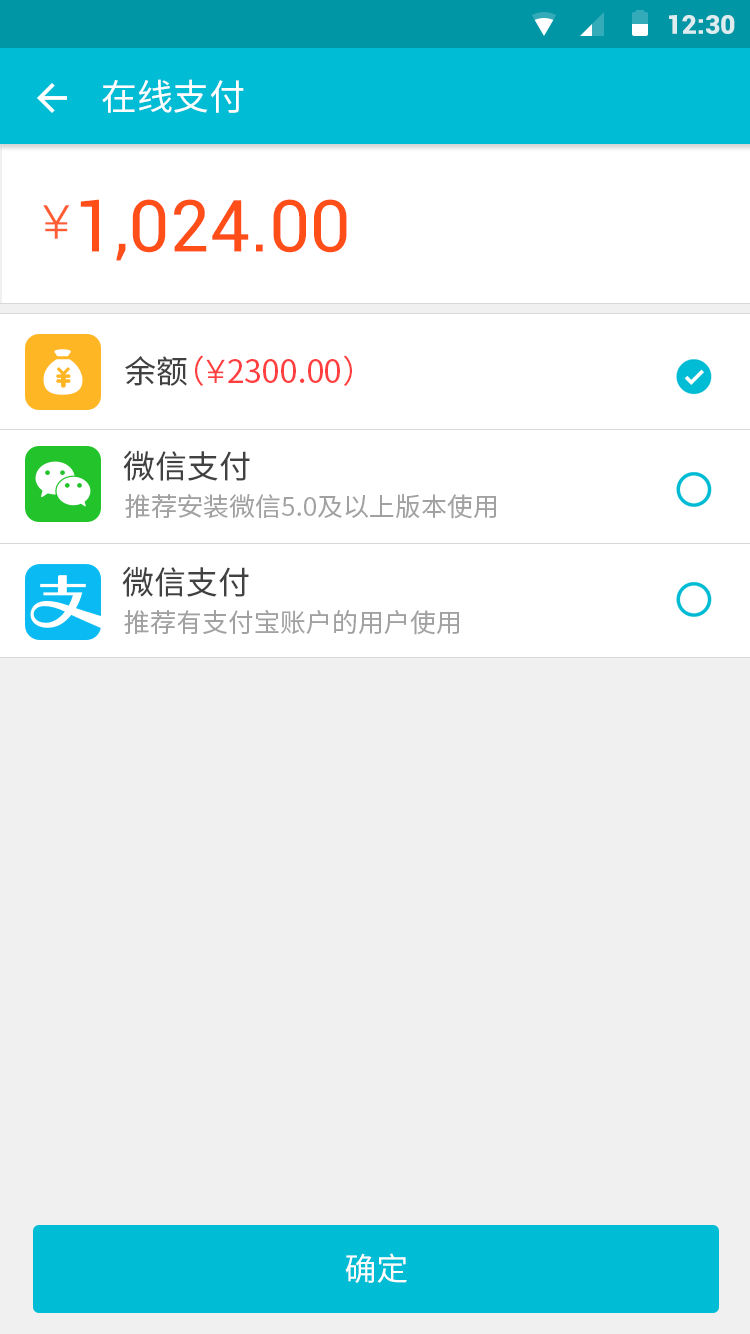 12:30
在线支付
¥1,024.00
余额(¥2300.00)
微信支付
推荐安装微信5.0及以上版本使用
微信支付
推荐有支付宝账户的用户使用
确定